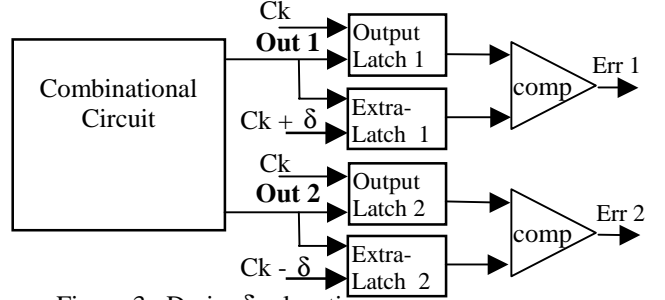 Ck
Out 1
Output
Latch 1
Combinational
Circuit
Extra-
Latch 1
Ck + δ
comp
Err 1
Ck
Out 2
Output
Latch 2
Extra-
Latch 2
Ck - δ
comp
Err 2